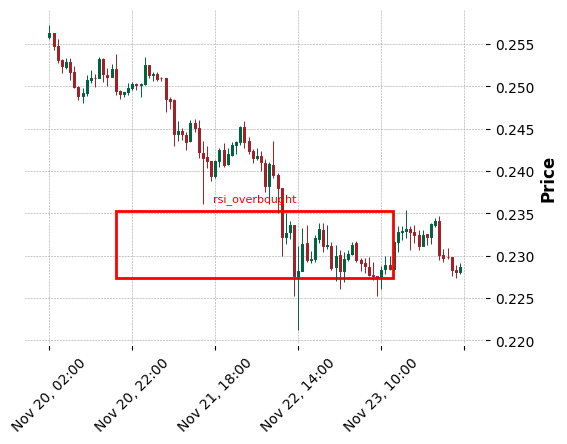 0.255
0.250
0.245
0.240
rsi_overbought
0.235
0.230
0.225
0.220
Price
Nov 20, 02:00
Nov 20, 22:00
Nov 21, 18:00
Nov 22, 14:00
Nov 23, 10:00